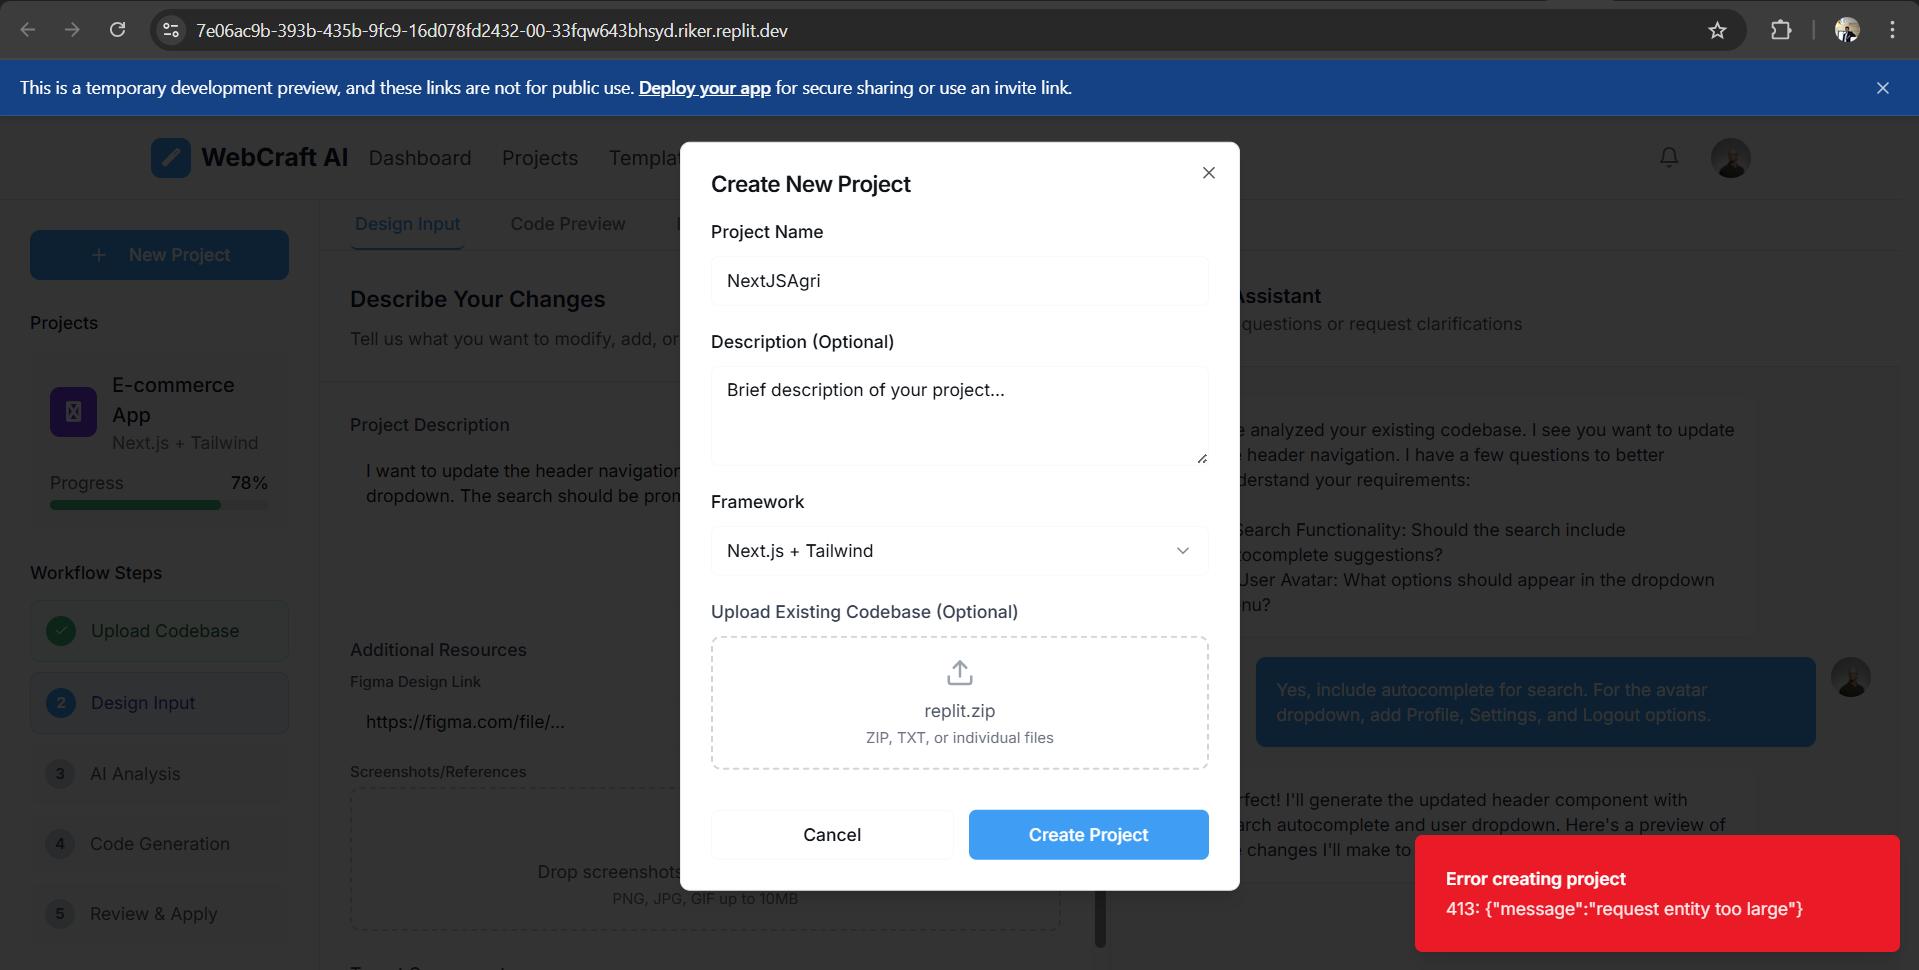 7e06ac9b-393b-435b-9fc9-16d078fd2432-00-33fqw643bhsyd.riker.replit.dev
This is a temporary development preview, and these links are not for public use. Deploy your app for secure sharing or use an invite link.
WebCraft AI
Dashboard
Projects
Templa
New Project
Projects
E-commerce
App
Next.js + Tailwind
Progress
78%
Workflow Steps
Upload Codebase
2
Design Input
3
AI Analysis
4
Code Generation
5
Review & Apply
Design Input
Code Preview
Describe Your Changes
Tell us what you want to modify, add, or
Project Description
I want to update the header navigation
dropdown. The search should be pro
Additional Resources
Figma Design Link
https://figma.com/file/...
Screenshots/References
Drop screenshots
PNG, JPG, GIF up to 10MB
Create New Project
Project Name
NextJSAgri
Description (Optional)
Brief description of your project...
Framework
Next.js + Tailwind
Upload Existing Codebase (Optional)
replit.zip
ZIP, TXT, or individual files
Cancel
Create Project
Assistant
questions or request clarifications
analyzed your existing codebase. I see you want to update
header navigation. I have a few questions to better
derstand your requirements:
Search Functionality: Should the search include
tocomplete suggestions?
User Avatar: What options should appear in the dropdown
nu?
Yes, include autocomplete for search. For the avatar
dropdown, add Profile, Settings, and Logout options.
rfect! I'll generate the updated header component with
arch autocomplete and user dropdown. Here's a preview of
changes I'll make to
Error creating project
413: {"message":"request entity too large"}